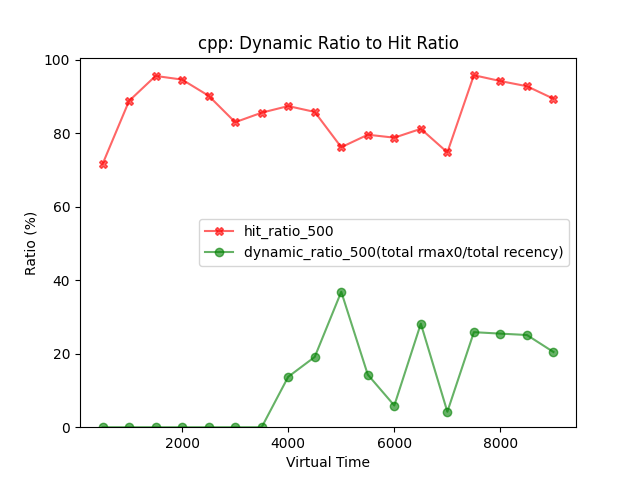 cpp: Dynamic Ratio to Hit Ratio
100
80
60
40
20
0
Ratio (%)
hit_ratio_500
dynamic_ratio_500(total rmax0/total recency)
2000 4000 6000 8000
Virtual Time